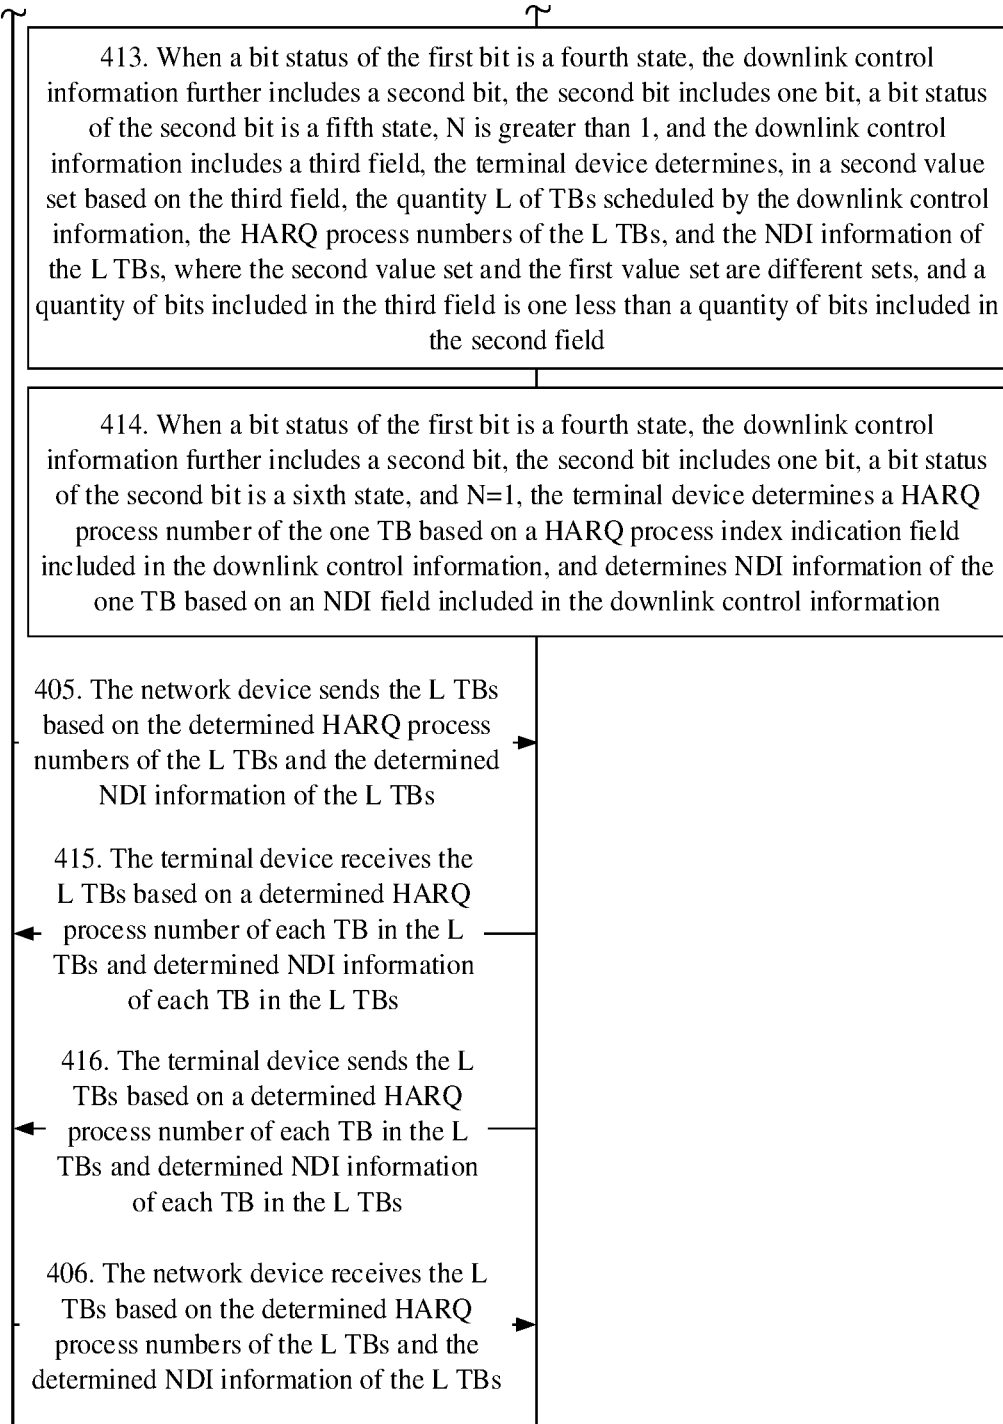 413. When a bit status of the first bit is a fourth state, the downlink control
information further includes a second bit, the second bit includes one bit, a bit status
of the second bit is a fifth state, N is greater than 1, and the downlink control
information includes a third field, the terminal device determines, in a second value
set based on the third field, the quantity L of TBs scheduled by the downlink control
information, the HARQ process numbers of the L TBs, and the NDI information of
the L TBs, where the second value set and the first value set are different sets, and a
quantity of bits included in the third field is one less than a quantity of bits included in
the second field
414. When a bit status of the first bit is a fourth state, the downlink control
information further includes a second bit, the second bit includes one bit, a bit status
of the second bit is a sixth state, and N=1, the terminal device determines a HARQ
process number of the one TB based on a HARQ process index indication field
included in the downlink control information, and determines NDI information of the
one TB based on an NDI field included in the downlink control information
405. The network device sends the L TBs
based on the determined HARQ process
numbers of the L TBs and the determined
NDI information of the L TBs
415. The terminal device receives the
L TBs based on a determined HARQ
process number of each TB in the L
TBs and determined NDI information
of each TB in the L TBs
416. The terminal device sends the L
TBs based on a determined HARQ
process number of each TB in the L
TBs and determined NDI information
of each TB in the L TBs
406. The network device receives the L
TBs based on the determined HARQ
process numbers of the L TBs and the
determined NDI information of the L TBs